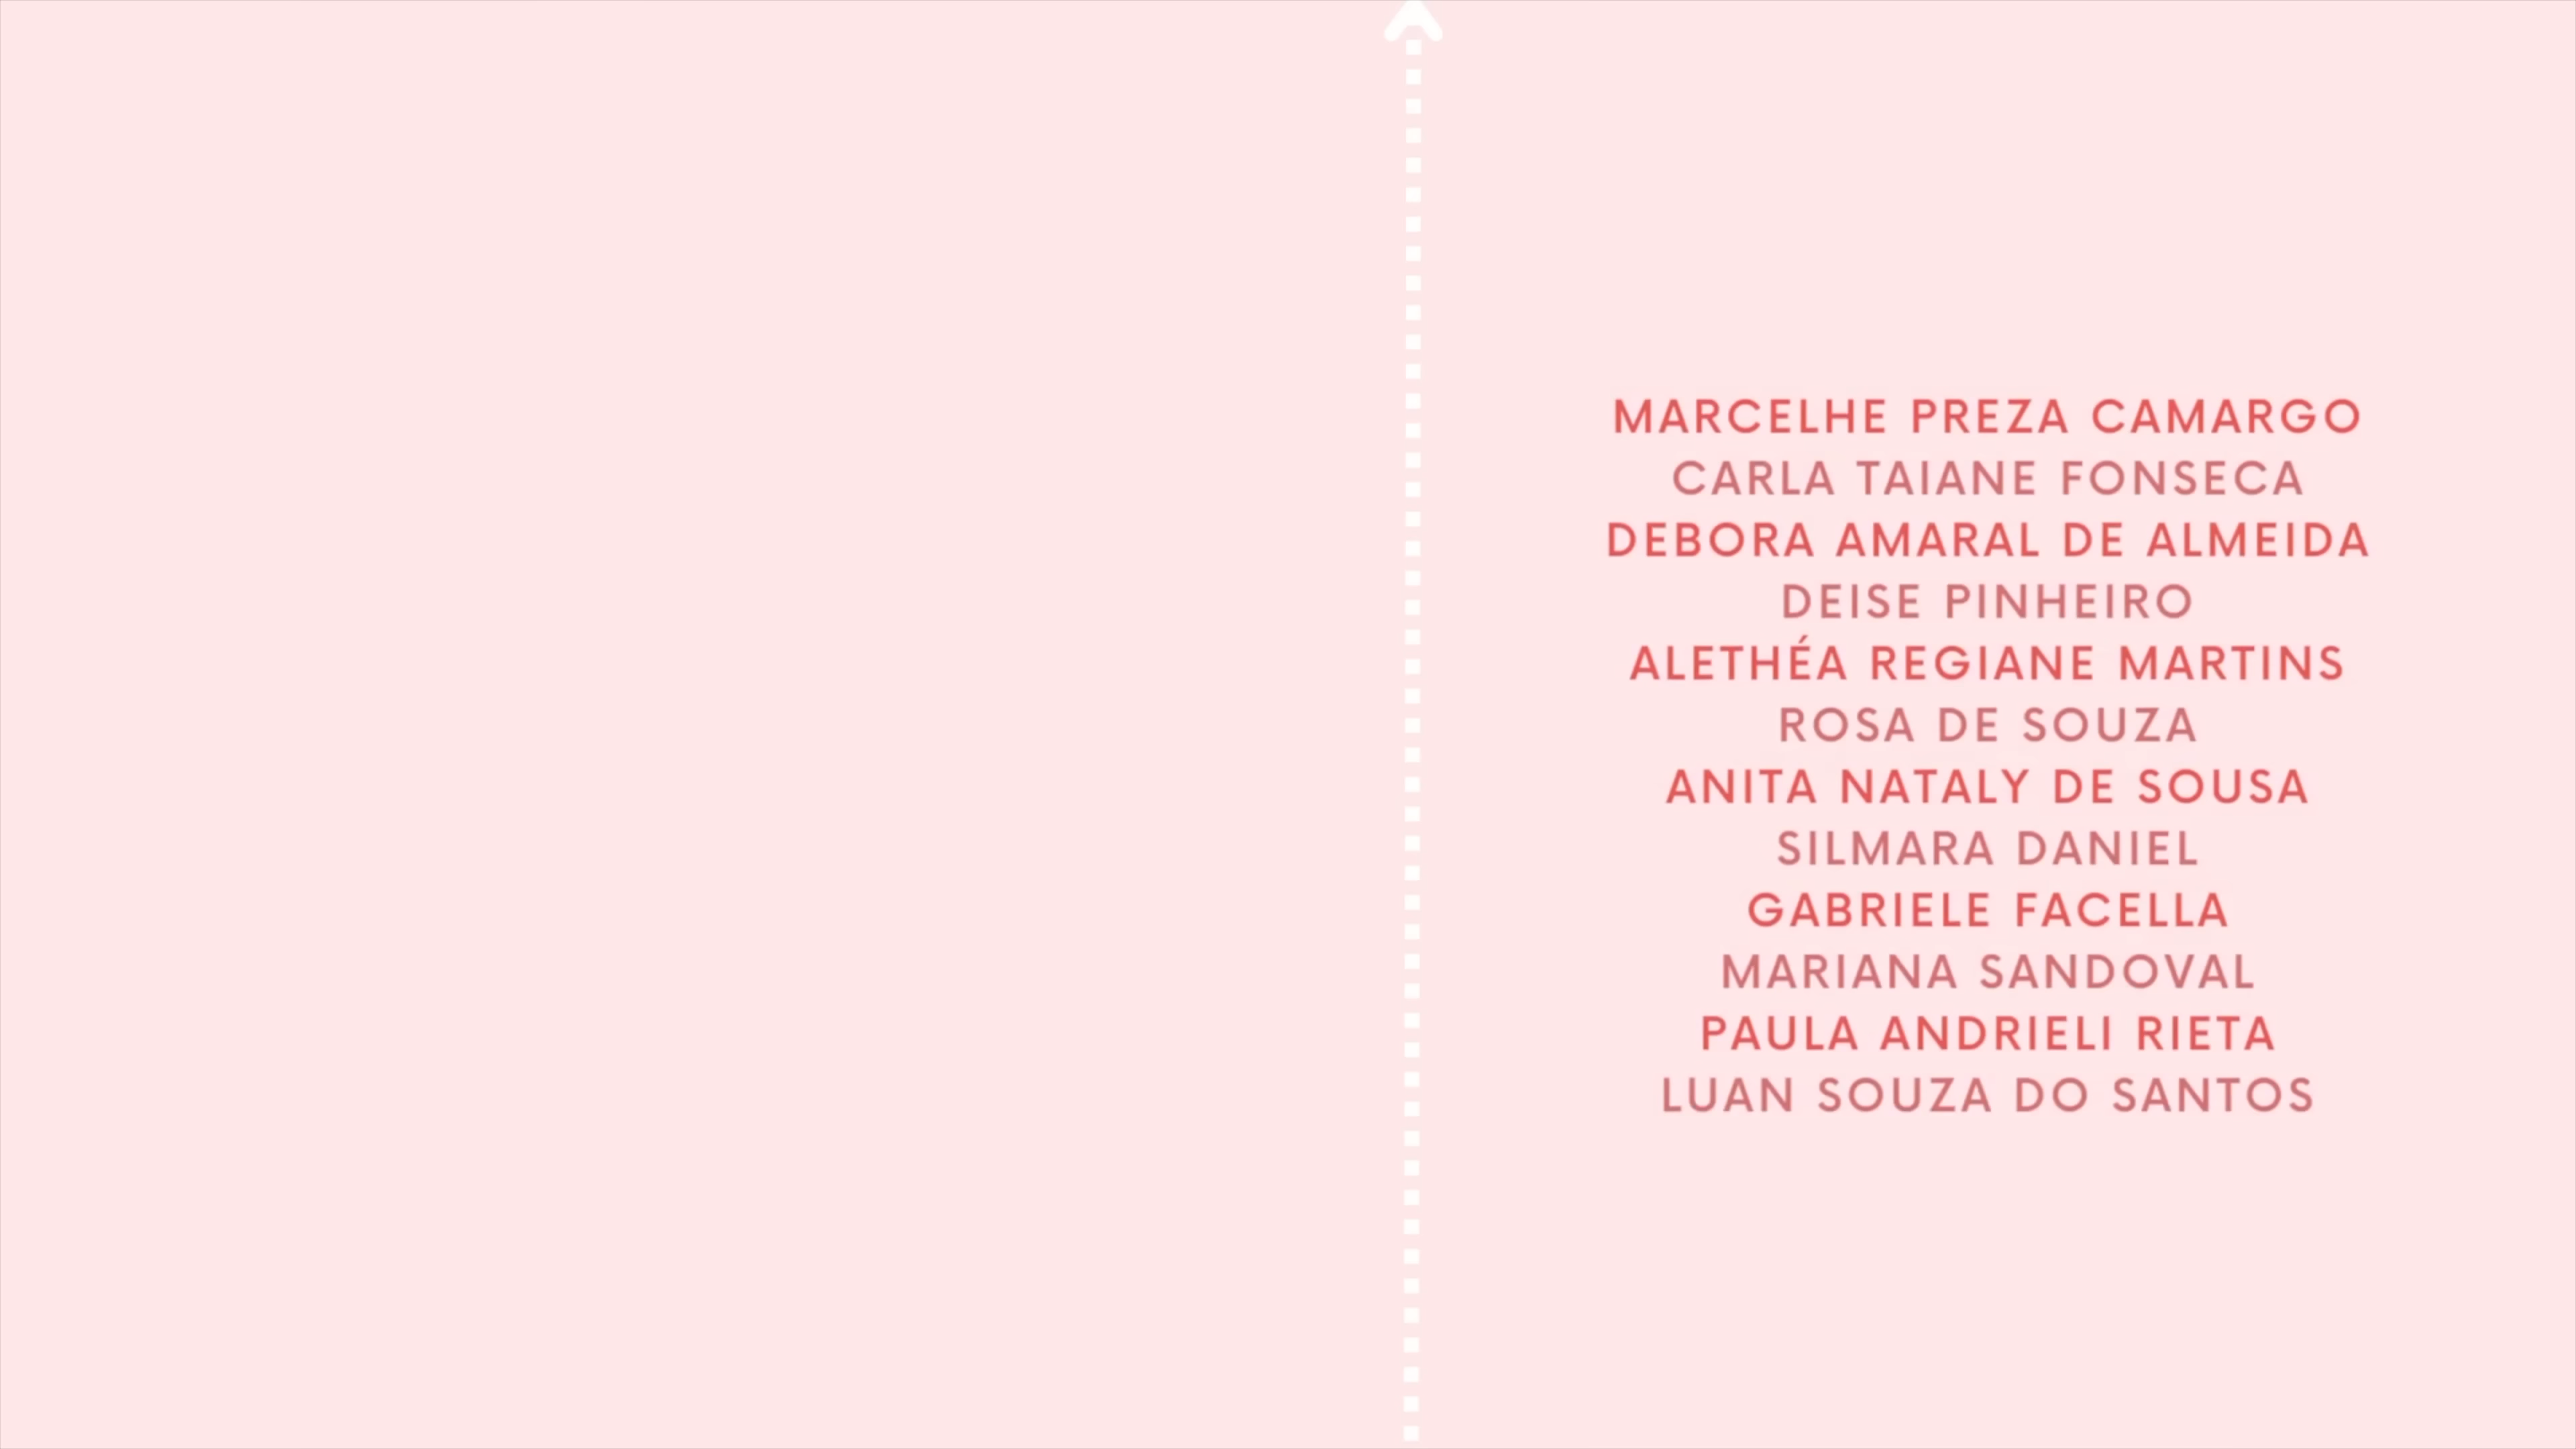 MARCELHE PREZA CAMARGO
CARLA TAIANE FONSECA
DEBORA AMARAL DE ALMEIDA
DEISE PINHEIRO
ALETHÉA REGIANE MARTINS
ROSA DE SOUZA
ANITA NATALY DE SOUSA
SILMARA DANIEL
GABRIELE FACELLA
MARIANA SANDOVAL
PAULA ANDRIELI RIETA
LUAN SOUZA DO SANTOS